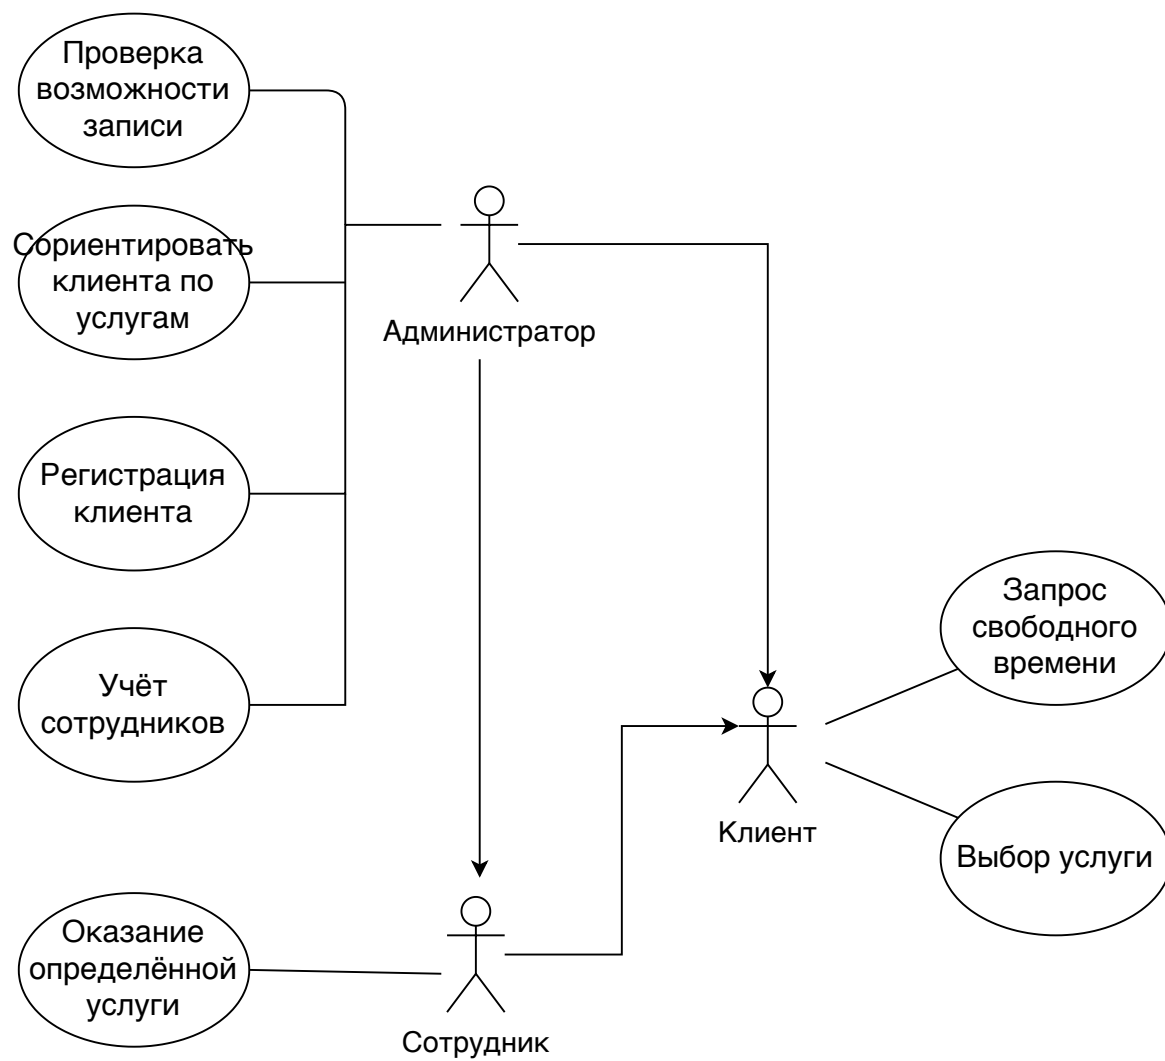 Проверка
возможности
записи
Сориентировать
клиента по
услугам
Администратор
Регистрация
клиента
Учёт
сотрудников
Запрос
свободного
времени
Клиент
Выбор услуги
Оказание
определённой
услуги
Сотрудник